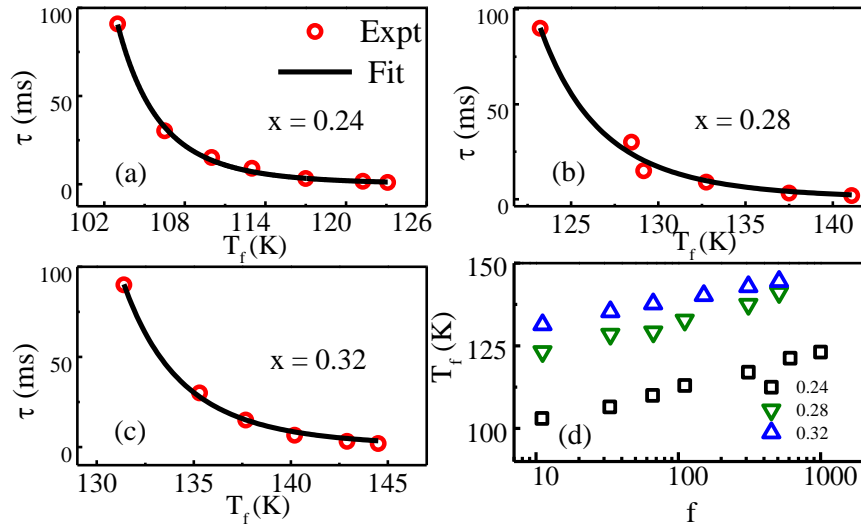 100
50
0
τ (ms)
Expt
Fit
x = 0.24
(a)
102 108 114 120 126
T_f (K)
100
50
0
τ (ms)
x = 0.28
(b)
125 130 135 140
T_f (K)
100
50
0
τ (ms)
x = 0.32
(c)
130 135 140 145
T_f (K)
150
125
100
T_f (K)
0.24
0.28
0.32
(d)
10 100 1000
f